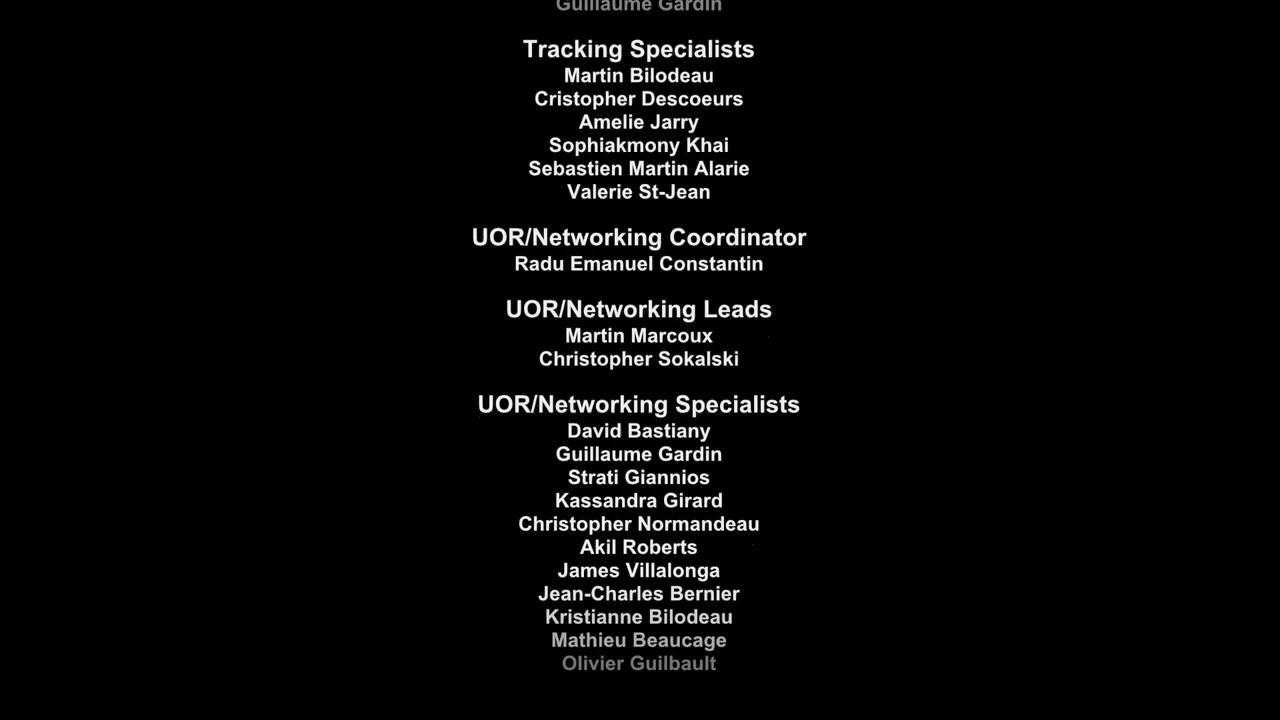 Guillaume Gardin
Tracking Specialists
Martin Bilodeau
Cristopher Descoeurs
Amelie Jarry
Sophiakmony Khai
Sebastien Martin Alarie
Valerie St-Jean
UOR/Networking Coordinator
Radu Emanuel Constantin
UOR/Networking Leads
Martin Marcoux
Christopher Sokalski
UOR/Networking Specialists
David Bastiany
Guillaume Gardin
Strati Giannios
Kassandra Girard
Christopher Normandeau
Akil Roberts
James Villalonga
Jean-Charles Bernier
Kristianne Bilodeau
Mathieu Beaucage
Olivier Guilbault